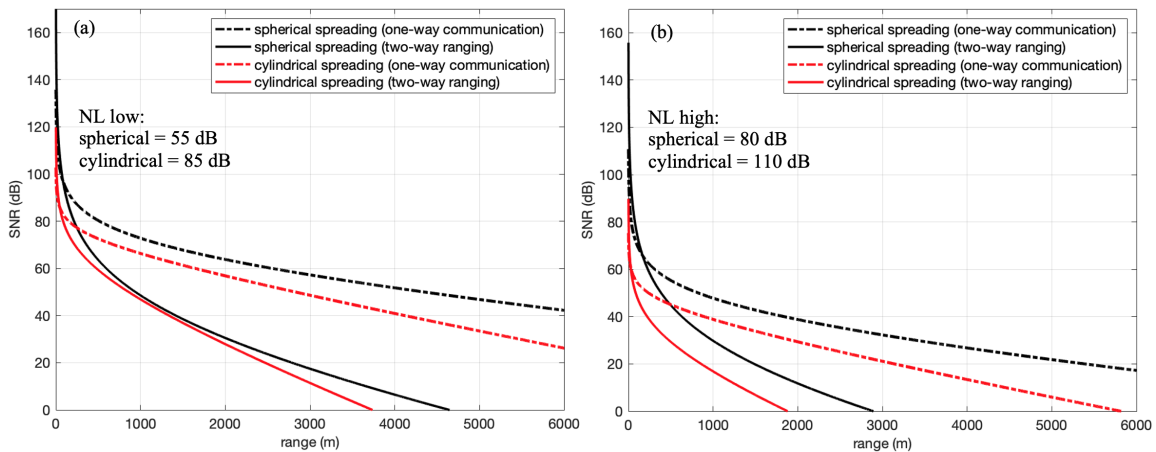 (a)
spherical spreading (one-way communication)
spherical spreading (two-way ranging)
cylindrical spreading (one-way communication)
cylindrical spreading (two-way ranging)
NL low:
spherical = 55 dB
cylindrical = 85 dB
SNR (dB)
160
140
120
100
80
60
40
20
0
0 1000 2000 3000 4000 5000 6000
range (m)
(b)
spherical spreading (one-way communication)
spherical spreading (two-way ranging)
cylindrical spreading (one-way communication)
cylindrical spreading (two-way ranging)
NL high:
spherical = 80 dB
cylindrical = 110 dB
SNR (dB)
160
140
120
100
80
60
40
20
0
0 1000 2000 3000 4000 5000 6000
range (m)